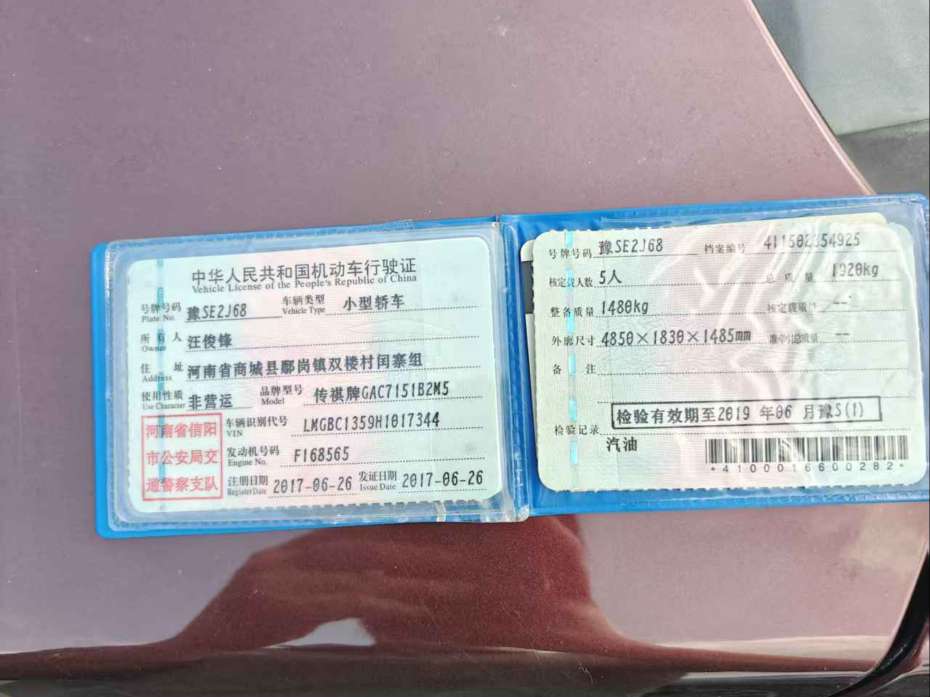 中华人民共和国机动车行驶证
Vehicle License of the People's Republic of China
号牌号码 豫SE2J68 车辆类型 小型轿车
Plate No. Vehicle Type
所有人 汪俊锋
Owner
住址 河南省商城县鄢岗镇双楼村闰寨组
Address
使用性质 非营运 品牌型号 传祺牌GAC7151B2M5
Use Character Model
河南省信阳
市公安局交
通警察支队
车辆识别代号 LMGBC1359H1017344
VIN
发动机号码 F168565
Engine No.
注册日期 2017-06-26 发证日期 2017-06-26
Register Date Issue Date
号牌号码 豫SE2J68 档案编号 411502354925
核定载人数 5人 总质量 1920kg
整备质量 1480kg 核定载质量 --
外廓尺寸 4850×1830×1485mm 准牵引总质量 --
备注
检验有效期至2019年06月豫S(1)
检验记录
汽油
*4100016600282*